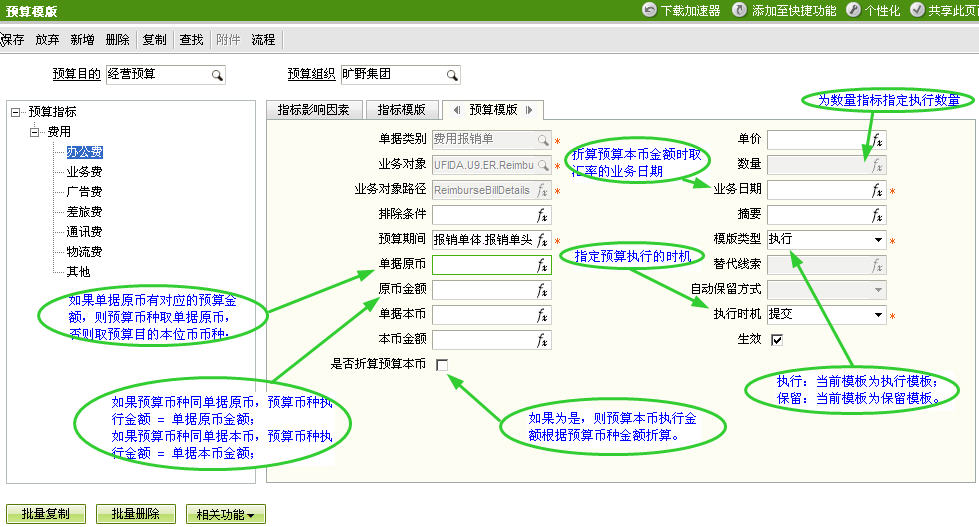 预算模版
下载加速器 添加至快捷功能 个性化 共享此页
保存 放弃 新增 删除 复制 查找 附件 流程
预算目的 经营预算 预算组织 旷野集团
预算指标
费用
办公费
业务费
广告费
差旅费
通讯费
物流费
其他
如果单据原币有对应的预算金
额，则预算币种取单据原币，
否则取预算目的本位币币种；
如果预算币种同单据原币，预算币种执
行金额 = 单据原币金额；
如果预算币种同单据本币，预算币种执
行金额 = 单据本币金额；
指标影响因素 指标模版 预算模版
单据类别 费用报销单 *
业务对象 UFIDA.U9.ER.Reimbu *
业务对象路径 ReimburseBillDetails fx *
排除条件 fx
预算期间 报销单体.报销单头 fx *
单据原币 fx
原币金额 fx
单据本币 fx
本币金额 fx
是否折算预算本币
折算预算本币金额时取
汇率的业务日期
指定预算执行的时机
如果为是，则预算本币执行金
额根据预算币种金额折算。
为数量指标指定执行数量
单价 fx
数量 fx
业务日期 fx *
摘要 fx
模版类型 执行 *
替代线索 fx
自动保留方式
执行时机 提交 *
生效
执行：当前模板为执行模板；
保留：当前模板为保留模板。
批量复制 批量删除 相关功能